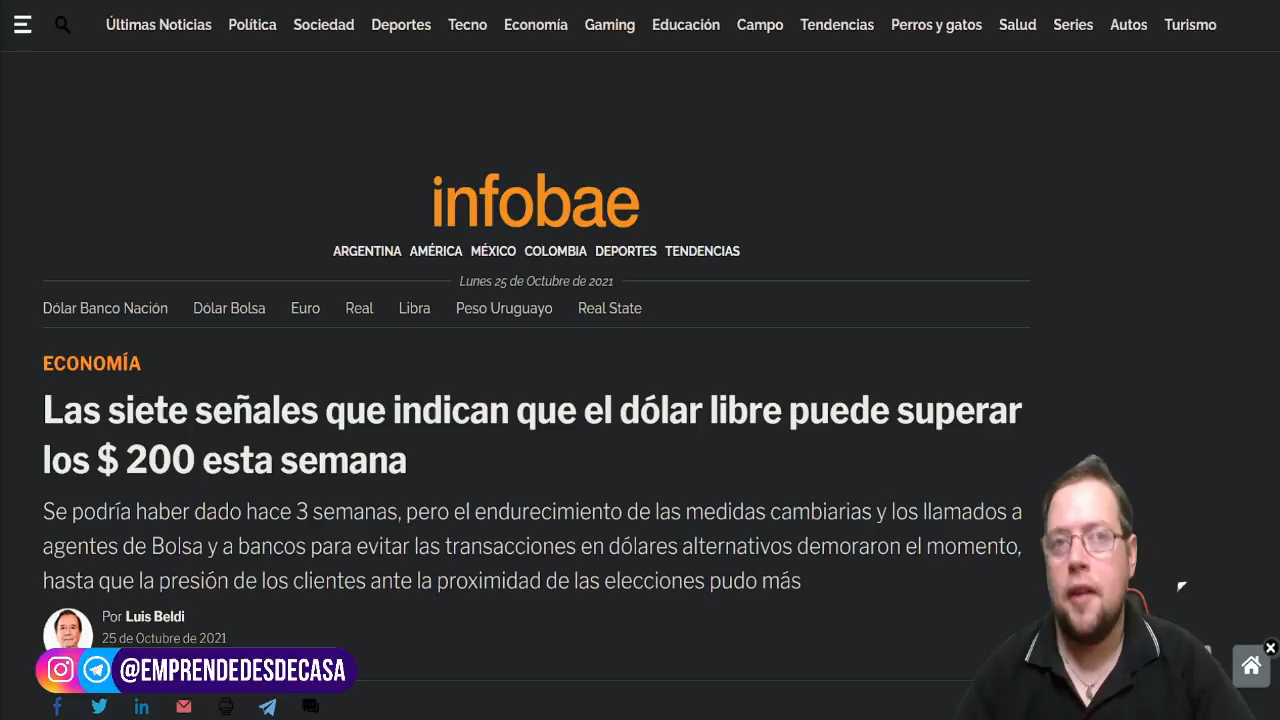 Últimas Noticias Política Sociedad Deportes Tecno Economía Gaming Educación Campo Tendencias Perros y gatos Salud Series Autos Turismo
infobae
ARGENTINA AMÉRICA MÉXICO COLOMBIA DEPORTES TENDENCIAS
Lunes 25 de Octubre de 2021
Dólar Banco Nación Dólar Bolsa Euro Real Libra Peso Uruguayo Real State
ECONOMÍA
Las siete señales que indican que el dólar libre puede superar
los $ 200 esta semana
Se podría haber dado hace 3 semanas, pero el endurecimiento de las medidas cambiarias y los llamados a
agentes de Bolsa y a bancos para evitar las transacciones en dólares alternativos demoraron el momento,
hasta que la presión de los clientes ante la proximidad de las elecciones pudo más
Por Luis Beldi
25 de Octubre de 2021
@EMPRENDEDESDECASA